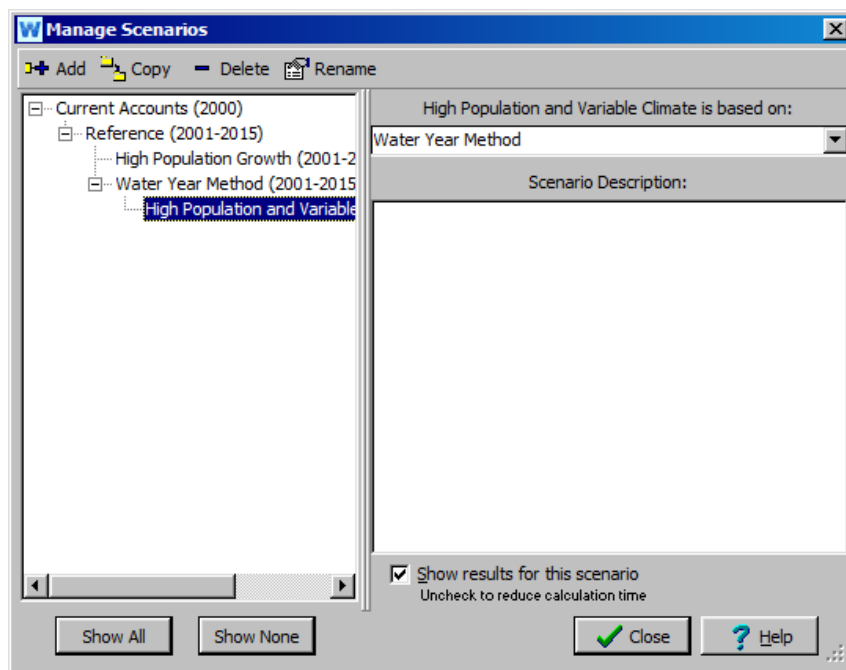 W Manage Scenarios
Add Copy Delete Rename
Current Accounts (2000)
Reference (2001-2015)
High Population Growth (2001-2
Water Year Method (2001-2015
High Population and Variable
High Population and Variable Climate is based on:
Water Year Method
Scenario Description:
Show results for this scenario
Uncheck to reduce calculation time
Show All Show None Close ? Help